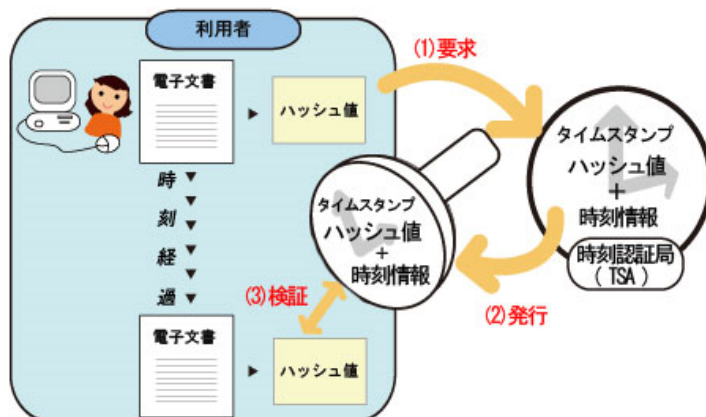 利用者
(1)要求
電子文書
ハッシュ値
タイムスタンプ
ハッシュ値
+
時刻情報
時刻認証局
(TSA)
時
刻
経
過
タイムスタンプ
ハッシュ値
+
時刻情報
(3)検証
(2)発行
電子文書
ハッシュ値